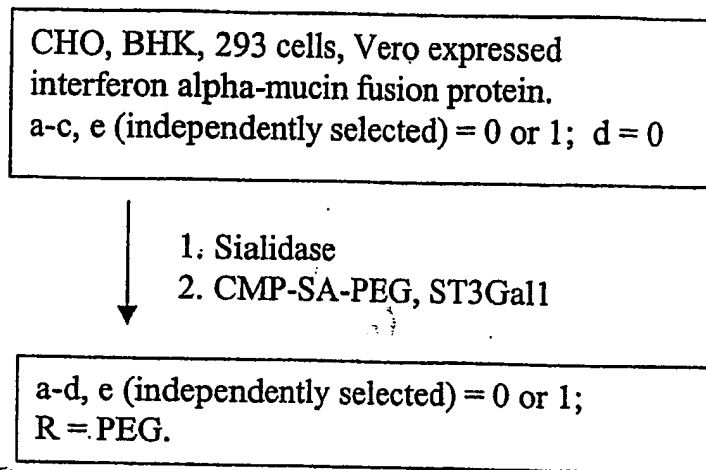 CHO, BHK, 293 cells, Vero expressed
interferon alpha-mucin fusion protein.
a-c, e (independently selected) = 0 or 1; d = 0
1. Sialidase
2. CMP-SA-PEG, ST3Gal1
a-d, e (independently selected) = 0 or 1;
R = PEG.